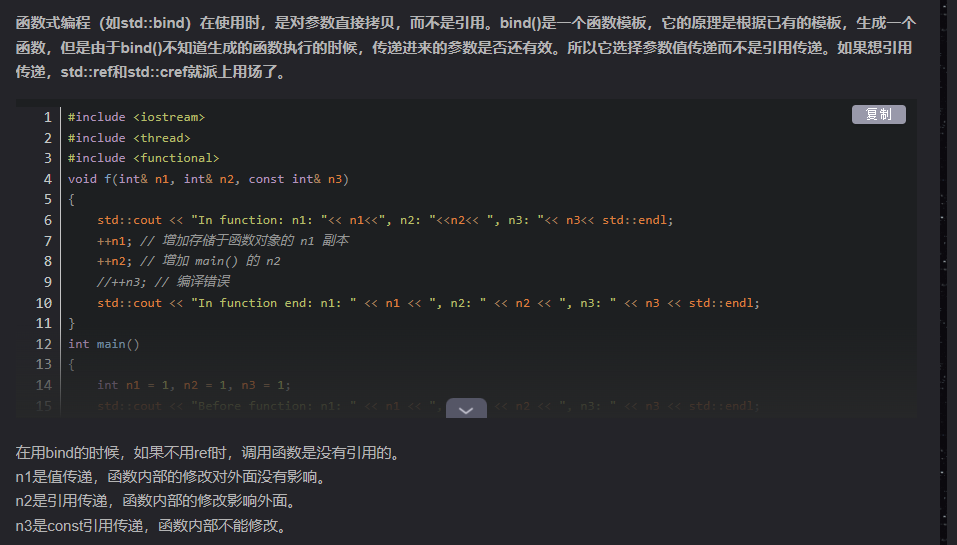 函数式编程（如std::bind）在使用时，是对参数直接拷贝，而不是引用。bind()是一个函数模板，它的原理是根据已有的模板，生成一个
函数，但是由于bind()不知道生成的函数执行的时候，传递进来的参数是否还有效。所以它选择参数值传递而不是引用传递。如果想引用
传递，std::ref和std::cref就派上用场了。
复制
1 #include <iostream>
2 #include <thread>
3 #include <functional>
4 void f(int& n1, int& n2, const int& n3)
5 {
6     std::cout << "In function: n1: "<< n1<<", n2: "<<n2<< ", n3: "<< n3<< std::endl;
7     ++n1; // 增加存储于函数对象的 n1 副本
8     ++n2; // 增加 main() 的 n2
9     //++n3; // 编译错误
10     std::cout << "In function end: n1: " << n1 << ", n2: " << n2 << ", n3: " << n3 << std::endl;
11 }
12 int main()
13 {
14     int n1 = 1, n2 = 1, n3 = 1;
15     std::cout << "Before function: n1: " << n1 << ", << n2 << ", n3: " << n3 << std::endl;
在用bind的时候，如果不用ref时，调用函数是没有引用的。
n1是值传递，函数内部的修改对外面没有影响。
n2是引用传递，函数内部的修改影响外面。
n3是const引用传递，函数内部不能修改。